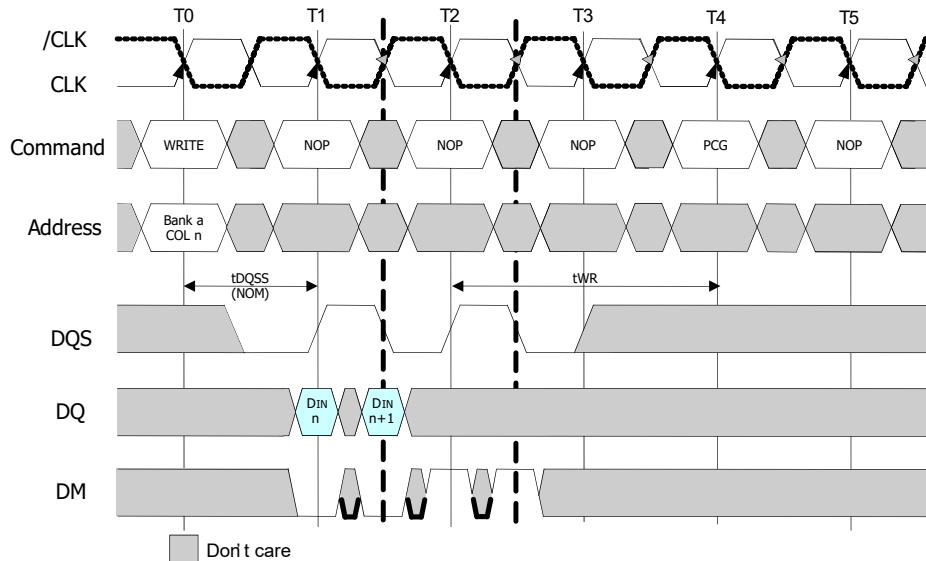 T0 T1 T2 T3 T4 T5
/CLK
CLK
Command WRITE NOP NOP NOP PCG NOP
Address Bank a
COL n
tDQSS
(NOM)
tWR
DQS
DQ DIN
n
DIN
n+1
DM
Don't care